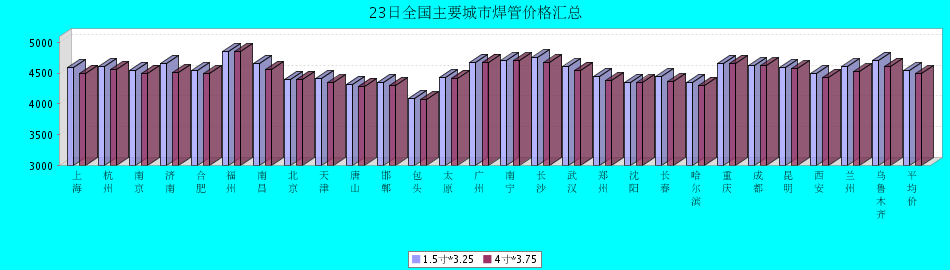 23日全国主要城市焊管价格汇总
5000
4500
4000
3500
3000
上海
杭州
南京
济南
合肥
福州
南昌
北京
天津
唐山
邯郸
包头
太原
广州
南宁
长沙
武汉
郑州
沈阳
长春
哈尔滨
重庆
成都
昆明
西安
兰州
乌鲁木齐
平均价
1.5寸*3.25
4寸*3.75